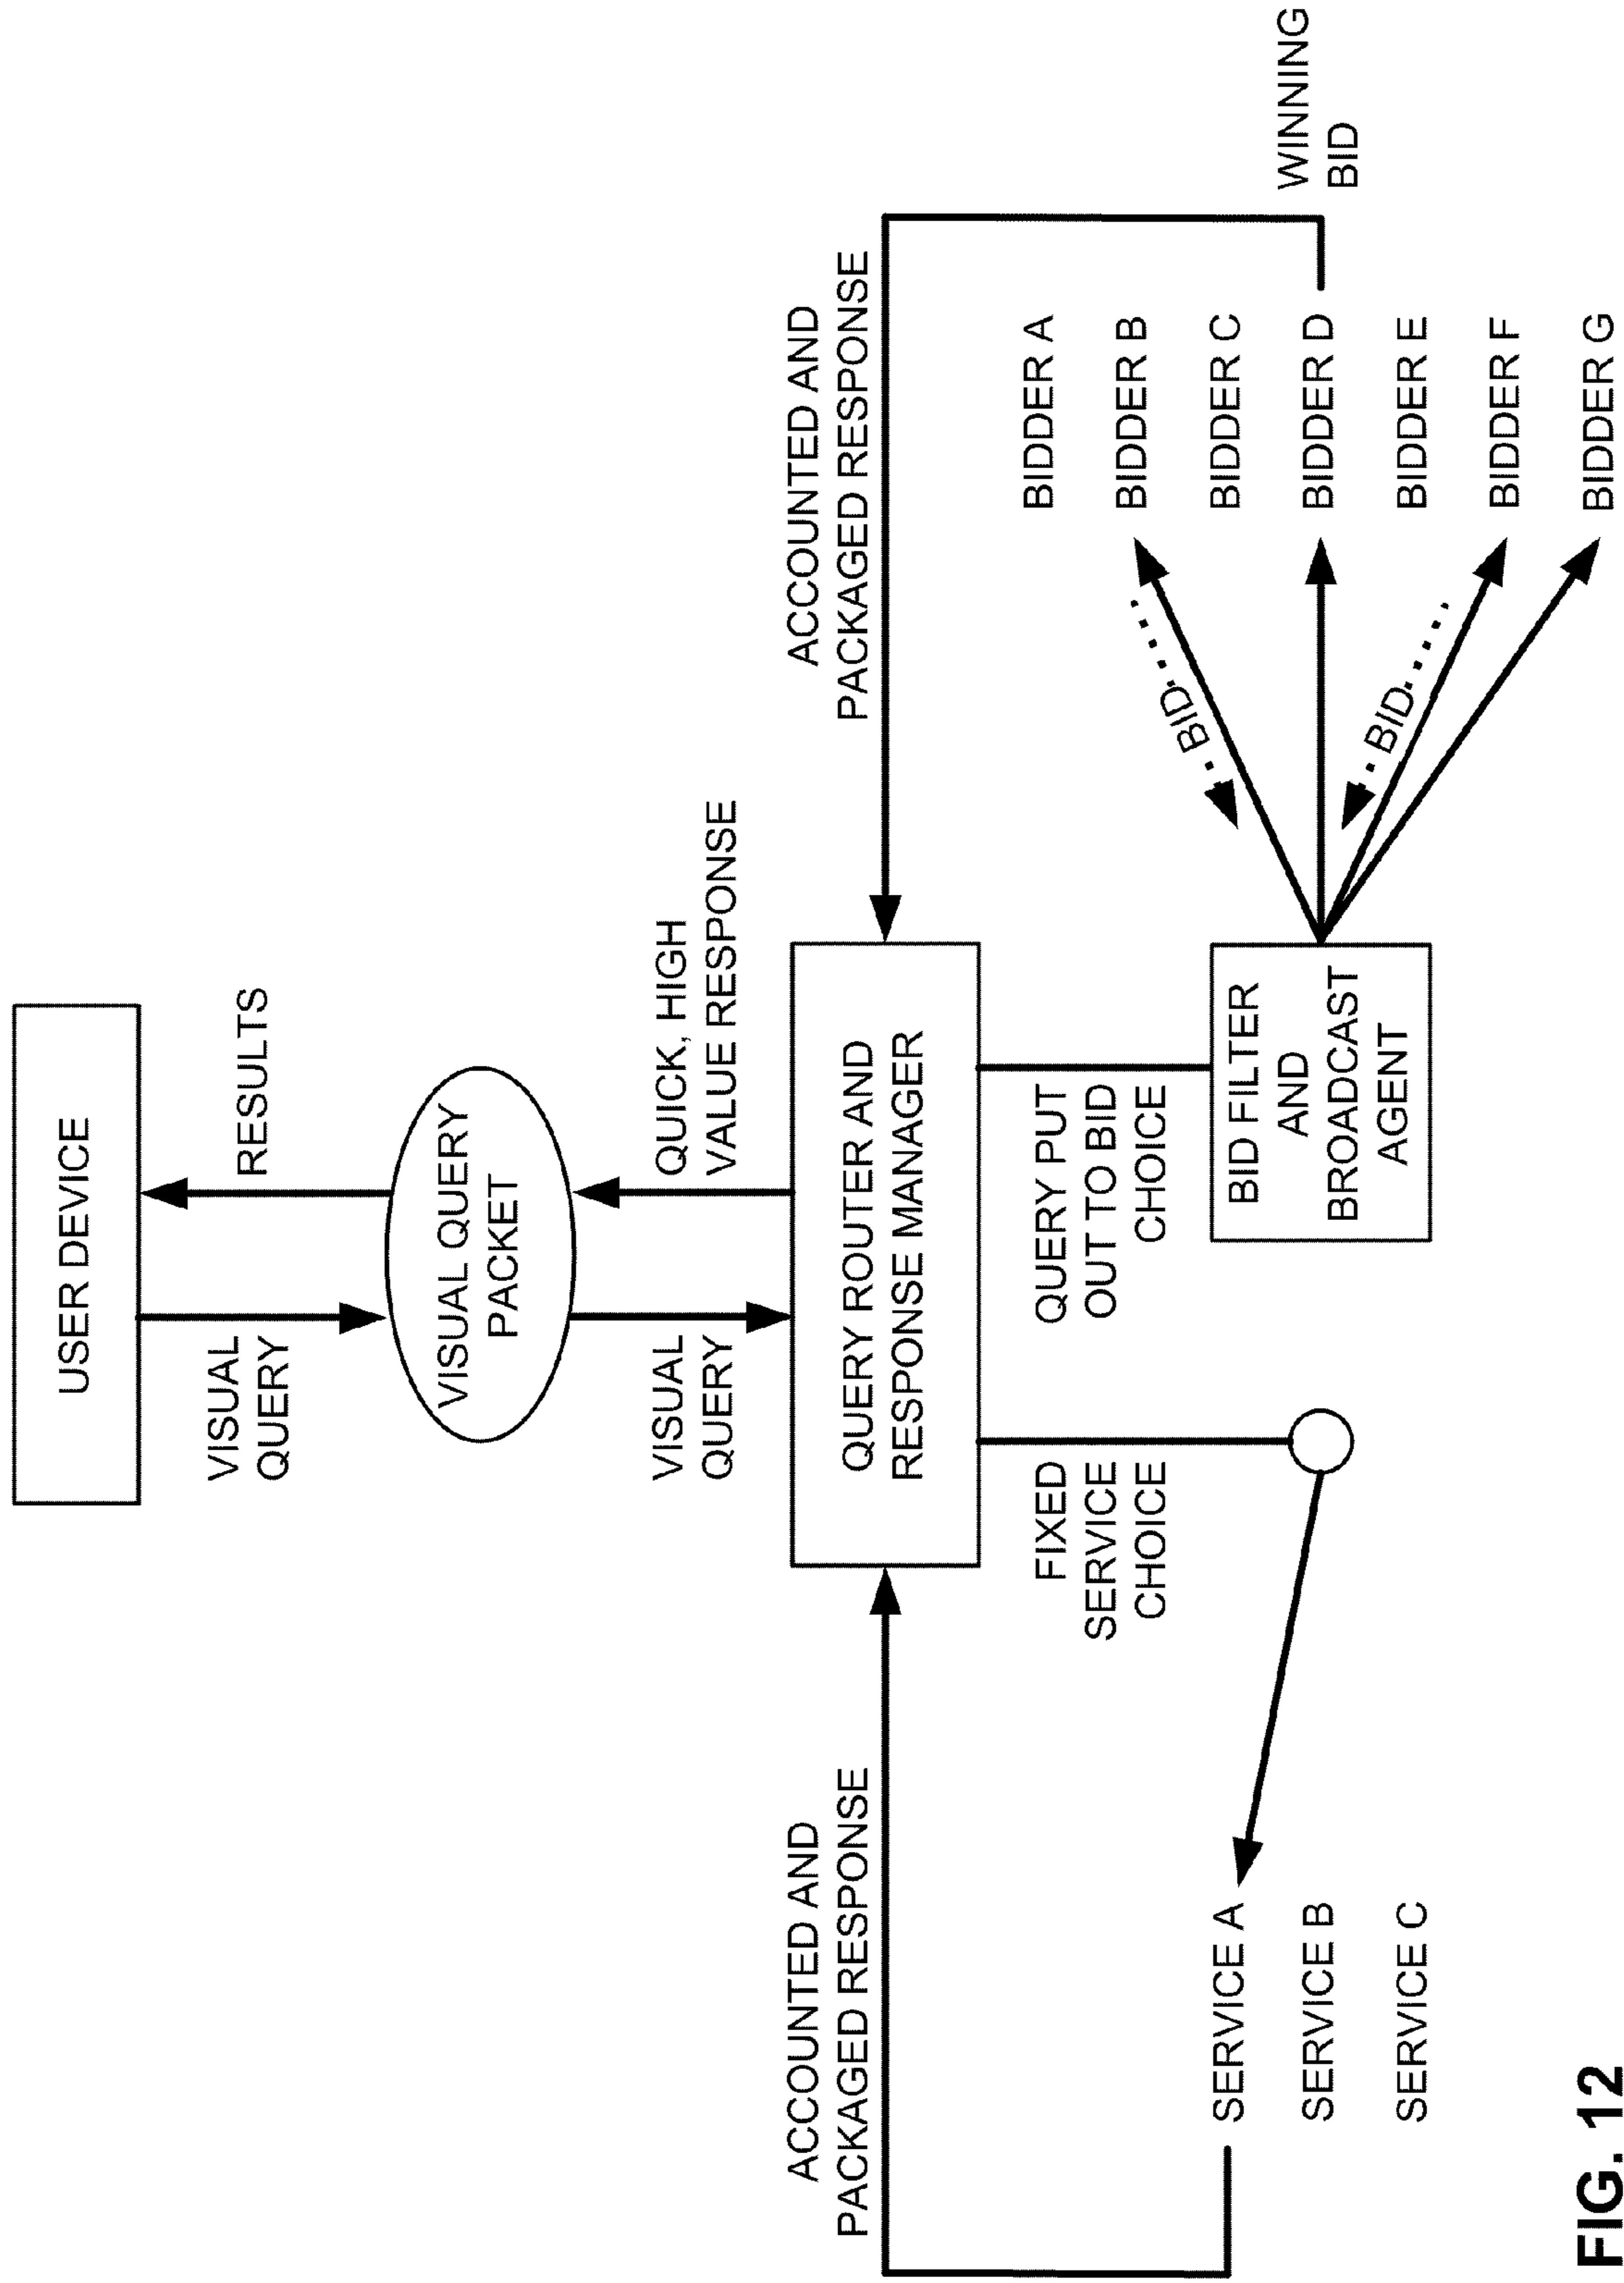 USER DEVICE
VISUAL
QUERY
RESULTS
VISUAL QUERY
PACKET
VISUAL
QUERY
QUICK, HIGH
VALUE RESPONSE
ACCOUNTED AND
PACKAGED RESPONSE
QUERY ROUTER AND
RESPONSE MANAGER
ACCOUNTED AND
PACKAGED RESPONSE
FIXED
SERVICE
CHOICE
QUERY PUT
OUT TO BID
CHOICE
SERVICE A
SERVICE B
SERVICE C
BID FILTER
AND
BROADCAST
AGENT
BID
BID
BIDDER A
BIDDER B
BIDDER C
BIDDER D
BIDDER E
BIDDER F
BIDDER G
WINNING
BID
FIG. 12